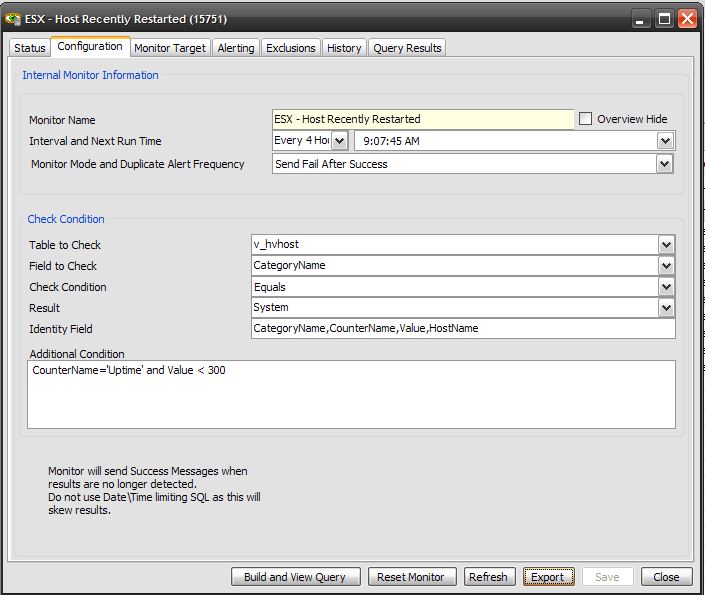 ESX - Host Recently Restarted (15751)
Status Configuration Monitor Target Alerting Exclusions History Query Results
Internal Monitor Information
Monitor Name ESX - Host Recently Restarted Overview Hide
Interval and Next Run Time Every 4 Hou 9:07:45 AM
Monitor Mode and Duplicate Alert Frequency Send Fail After Success
Check Condition
Table to Check v_hvhost
Field to Check CategoryName
Check Condition Equals
Result System
Identity Field CategoryName,CounterName,Value,HostName
Additional Condition
CounterName='Uptime' and Value < 300
Monitor will send Success Messages when
results are no longer detected.
Do not use Date\Time limiting SQL as this will
skew results.
Build and View Query Reset Monitor Refresh Export Save Close